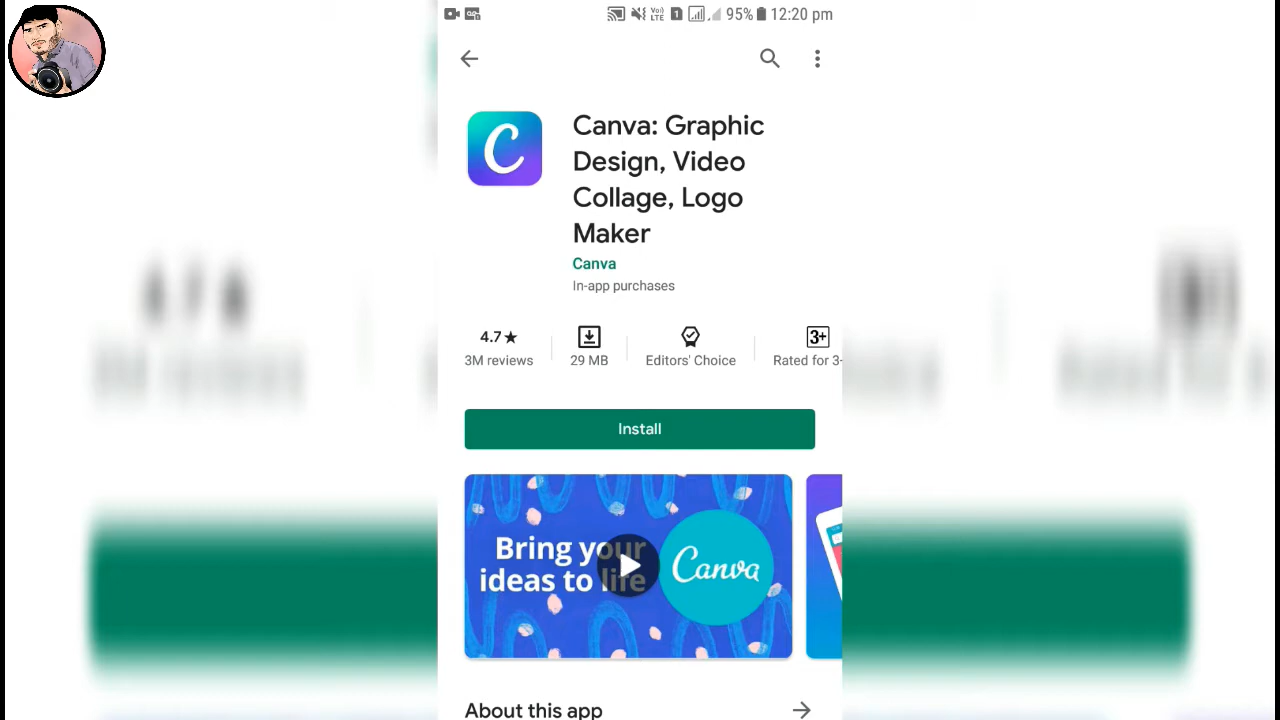 95% 12:20 pm
Canva: Graphic
Design, Video
Collage, Logo
Maker
Canva
In-app purchases
4.7★
3M reviews
29 MB
Editors' Choice
3+
Rated for 3-
Install
Bring your
ideas to life
Canva
About this app